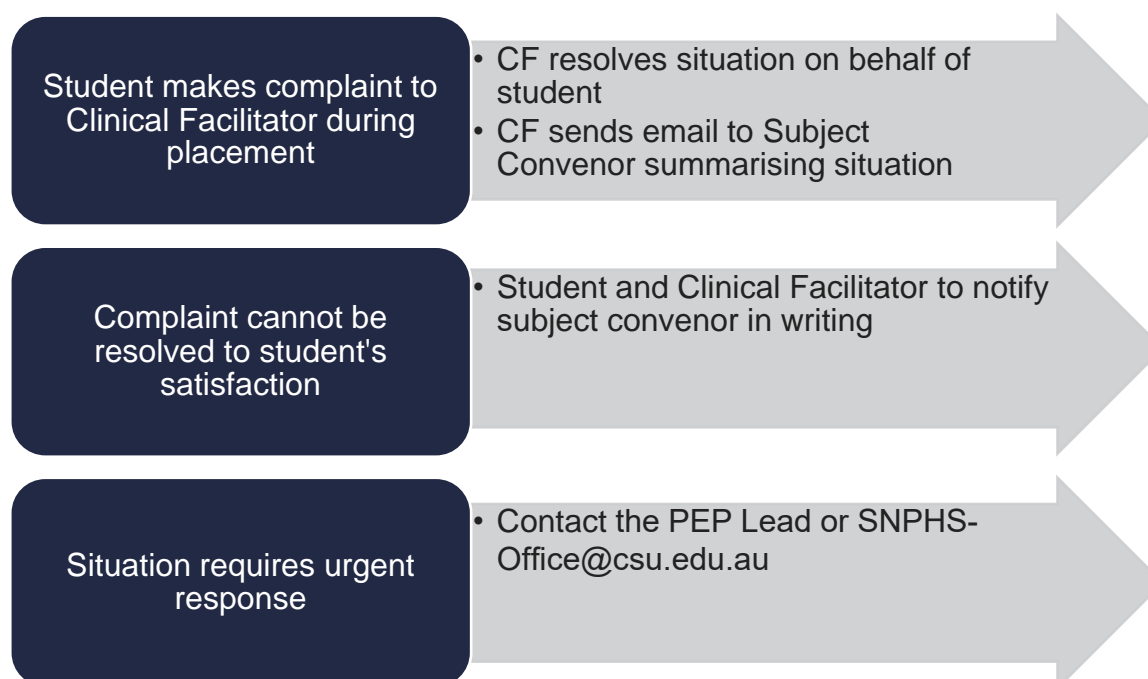 Student makes complaint to
Clinical Facilitator during
placement
• CF resolves situation on behalf of
student
• CF sends email to Subject
Convenor summarising situation
Complaint cannot be
resolved to student's
satisfaction
• Student and Clinical Facilitator to notify
subject convenor in writing
Situation requires urgent
response
• Contact the PEP Lead or SNPHS-
Office@csu.edu.au